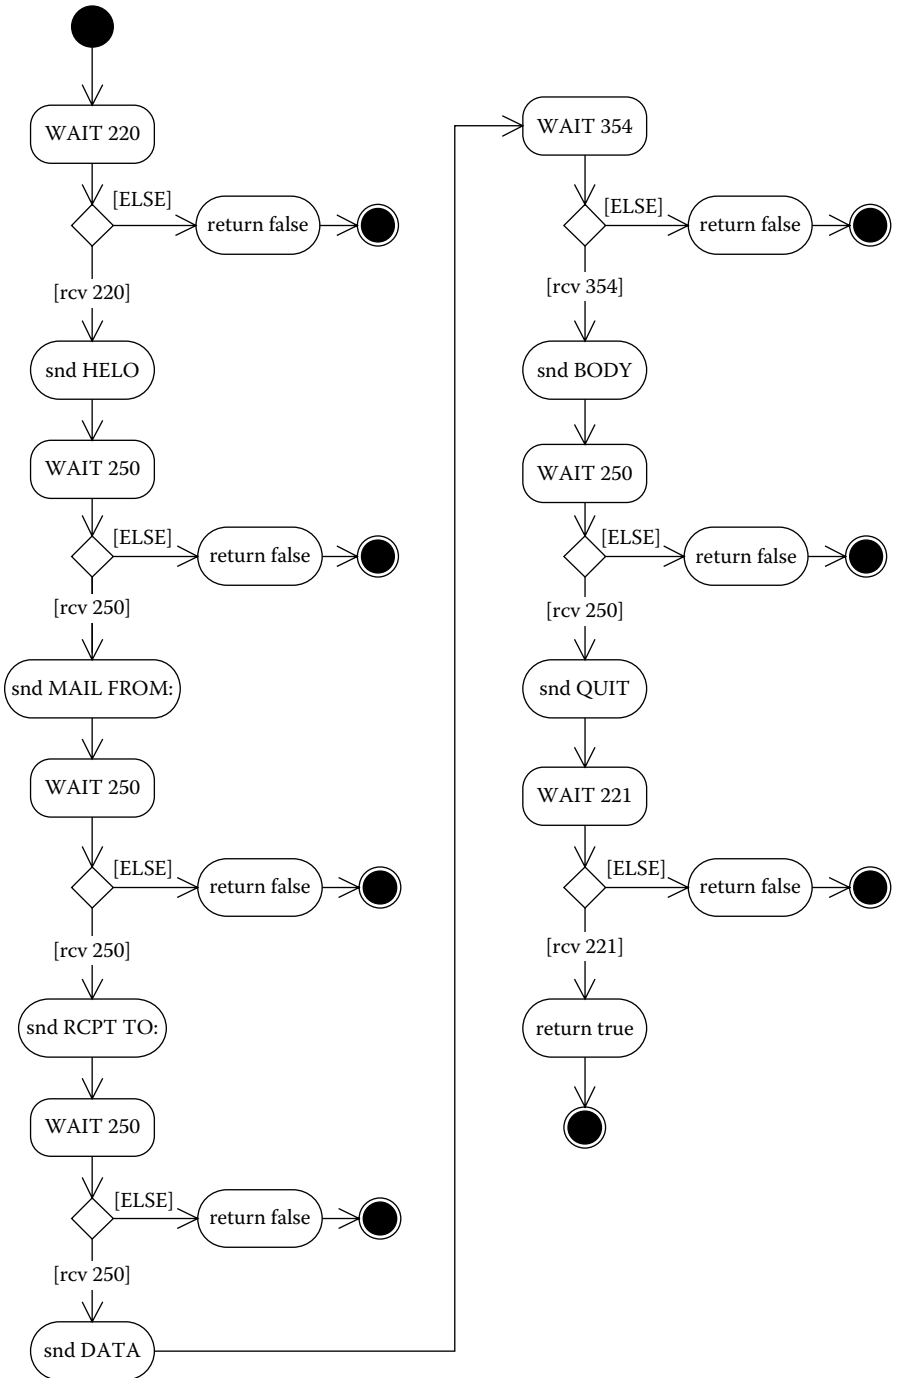 WAIT 220
[ELSE]
return false
[rcv 220]
snd HELO
WAIT 250
[ELSE]
return false
[rcv 250]
snd MAIL FROM:
WAIT 250
[ELSE]
return false
[rcv 250]
snd RCPT TO:
WAIT 250
[ELSE]
return false
[rcv 250]
snd DATA
WAIT 354
[ELSE]
return false
[rcv 354]
snd BODY
WAIT 250
[ELSE]
return false
[rcv 250]
snd QUIT
WAIT 221
[ELSE]
return false
[rcv 221]
return true